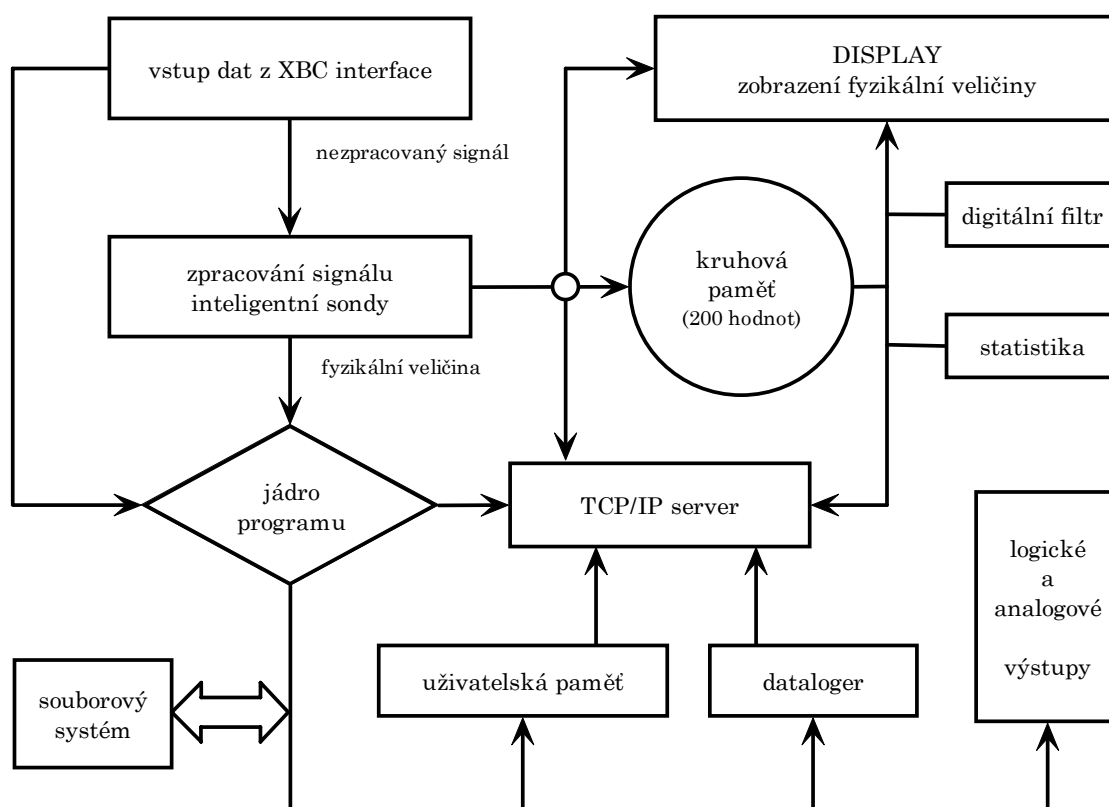 vstup dat z XBC interface
DISPLAY
zobrazení fyzikální veličiny
nezpracovaný signál
digitální filtr
zpracování signálu
inteligentní sondy
kruhová
paměť
(200 hodnot)
statistika
fyzikální veličina
jádro
programu
TCP/IP server
logické
a
analogové
výstupy
souborový
systém
uživatelská paměť
dataloger